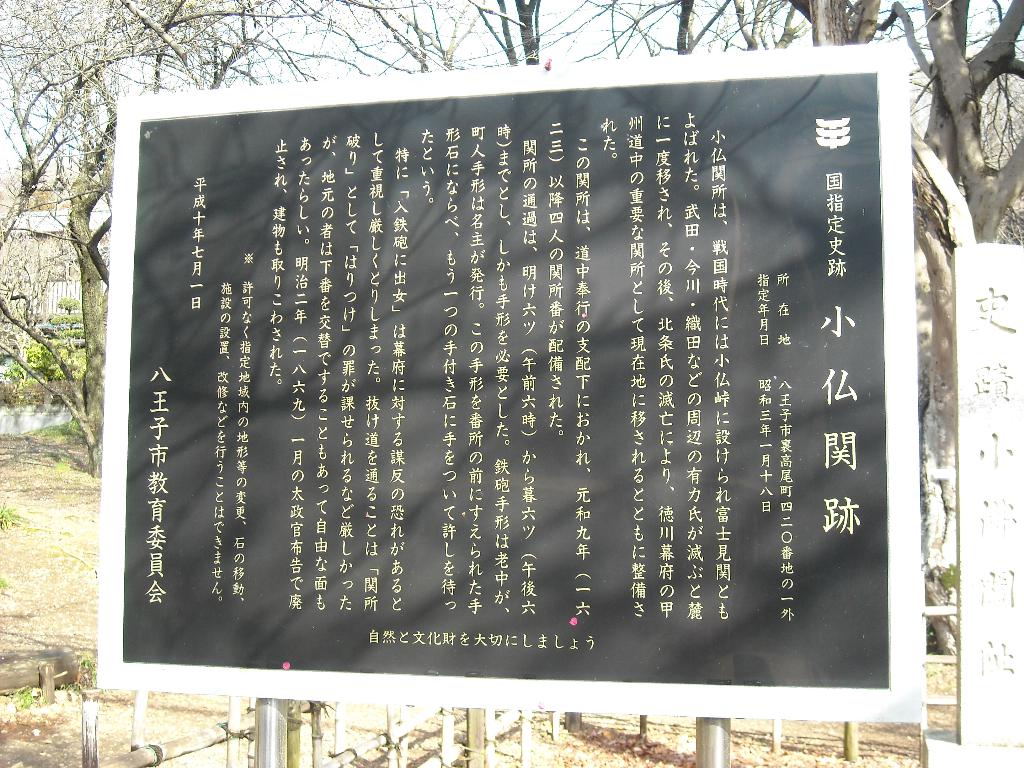 国指定史跡 小仏関跡
所在地 八王子市裏高尾町四二〇番地の一外
指定年月日 昭和三年一月十八日
小仏関所は、戦国時代には小仏峠に設けられ富士見関とも
よばれた。武田・今川・織田などの周辺の有力氏が滅ぶと麓
に一度移され、その後、北条氏の滅亡により、徳川幕府の甲
州道中の重要な関所として現在地に移されるとともに整備さ
れた。
この関所は、道中奉行の支配下におかれ、元和九年（一六
二三）以降四人の関所番が配備された。
関所の通過は、明け六ツ（午前六時）から暮六ツ（午後六
時）までとし、しかも手形を必要とした。鉄砲手形は老中が、
町人手形は名主が発行。この手形を番所の前にすえられた手
形石にならべ、もう一つの手付き石に手をついて許しを待っ
たという。
特に「入鉄砲に出女」は幕府に対する謀反の恐れがあると
して重視し厳しくとりしまった。抜け道を通ることは「関所
破り」として「はりつけ」の罪が課せられるなど厳しかった
が、地元の者は下番を交替ですることもあって自由な面も
あったらしい。明治二年（一八六九）一月の太政官布告で廃
止され、建物も取りこわされた。
※ 許可なく指定地域内の地形等の変更、石の移動、
施設の設置、改修などを行うことはできません。
平成十年七月一日
八王子市教育委員会
自然と文化財を大切にしましょう
史蹟小佛關址